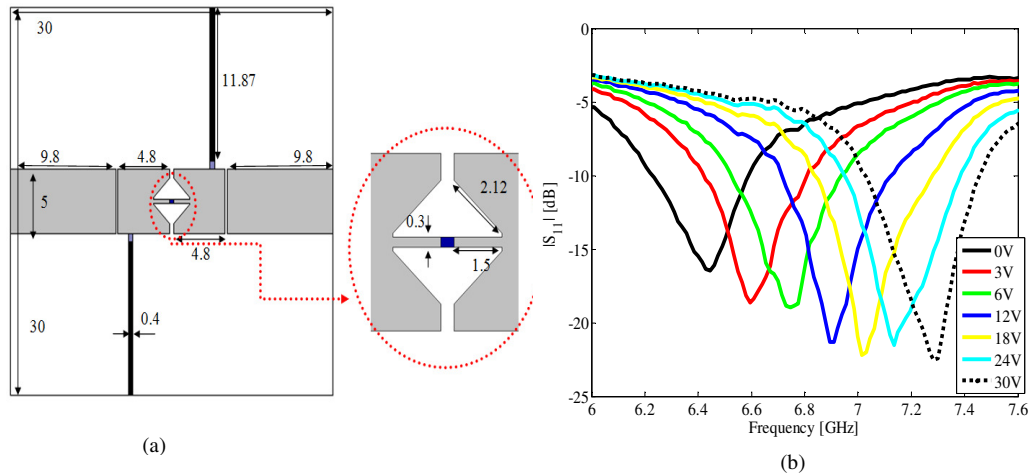 30
11.87
9.8
4.8
9.8
5
4.8
30
0.4
2.12
0.3
1.5
(a)
0
-5
-10
-15
-20
-25
|S11| [dB]
0V
3V
6V
12V
18V
24V
30V
6 6.2 6.4 6.6 6.8 7 7.2 7.4 7.6
Frequency [GHz]
(b)